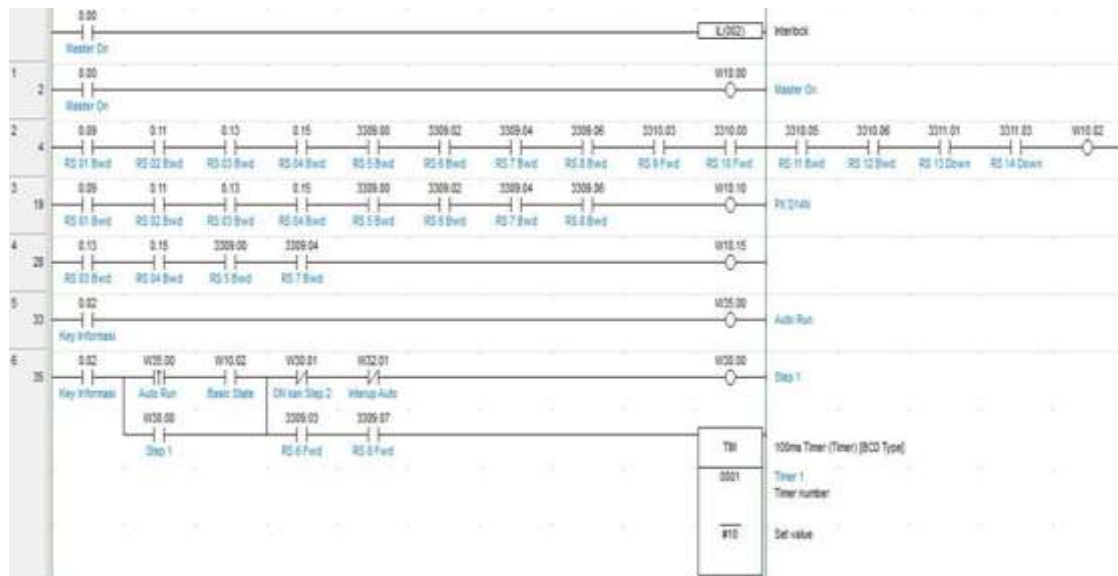 0.00
IL(002) Interlock
Master On
1 0.00 W10.00
2 Master On
Master On
2 0.09 0.11 0.13 0.15 3309.00 3309.02 3309.04 3309.06 3310.03 3310.00 3310.05 3310.06 3311.01 3311.03 W10.02
4
RS 01 Bwd RS 02 Bwd RS 03 Bwd RS 04 Bwd RS 5 Bwd RS 6 Bwd RS 7 Bwd RS 8 Bwd RS 9 Fwd RS 10 Fwd RS 11 Bwd RS 12 Bwd RS 13 Down RS 14 Down
3 0.09 0.11 0.13 0.15 3309.00 3309.02 3309.04 3309.06 W10.10
19
RS 01 Bwd RS 02 Bwd RS 03 Bwd RS 04 Bwd RS 5 Bwd RS 6 Bwd RS 7 Bwd RS 8 Bwd
4 0.13 0.15 3309.00 3309.04 W10.15
28
RS 03 Bwd RS 04 Bwd RS 5 Bwd RS 7 Bwd
5 0.02 W35.00
33 Auto Run
Key Informasi
6 0.02 W35.00 W10.02 W30.01 W32.01 W30.00
35 Step 1
Key Informasi Auto Run Basic State ON kan Step 2 Interup Auto
W30.00 3309.03 3309.07
Step 1 RS 6 Fwd RS 8 Fwd
TIM 100ms Timer (Timer) [BCD Type]
0001 Timer 1
Timer number
#10 Set value